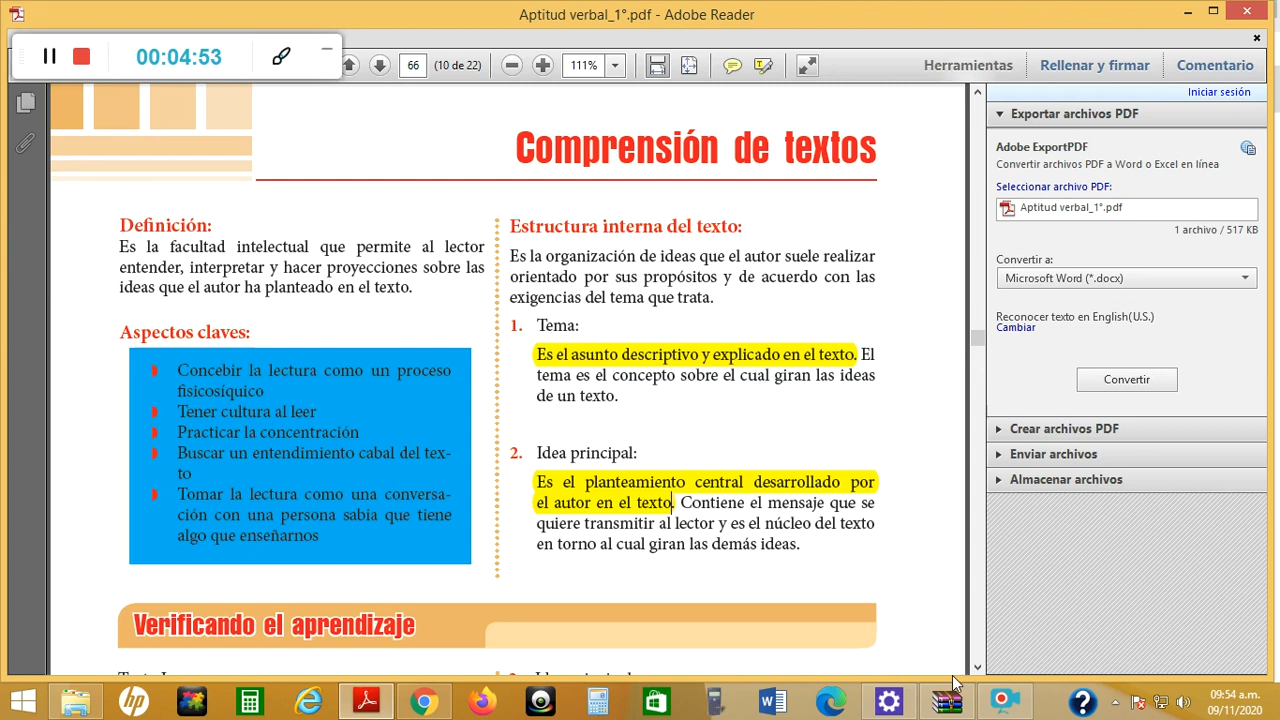 Aptitud verbal_1°.pdf - Adobe Reader
00:04:53
66
(10 de 22)
111%
Herramientas
Rellenar y firmar
Comentario
Iniciar sesión
Exportar archivos PDF
Adobe ExportPDF
Convertir archivos PDF a Word o Excel en línea
Seleccionar archivo PDF:
Aptitud verbal_1°.pdf
1 archivo / 517 KB
Convertir a:
Microsoft Word (*.docx)
Reconocer texto en English(U.S.)
Cambiar
Convertir
Crear archivos PDF
Enviar archivos
Almacenar archivos
Comprensión de textos
Definición:
Es la facultad intelectual que permite al lector
entender, interpretar y hacer proyecciones sobre las
ideas que el autor ha planteado en el texto.
Aspectos claves:
Concebir la lectura como un proceso
fisicosíquico
Tener cultura al leer
Practicar la concentración
Buscar un entendimiento cabal del tex-
to
Tomar la lectura como una conversa-
ción con una persona sabia que tiene
algo que enseñarnos
Estructura interna del texto:
Es la organización de ideas que el autor suele realizar
orientado por sus propósitos y de acuerdo con las
exigencias del tema que trata.
1. Tema:
Es el asunto descriptivo y explicado en el texto. El
tema es el concepto sobre el cual giran las ideas
de un texto.
2. Idea principal:
Es el planteamiento central desarrollado por
el autor en el texto. Contiene el mensaje que se
quiere transmitir al lector y es el núcleo del texto
en torno al cual giran las demás ideas.
Verificando el aprendizaje
09:54 a.m.
09/11/2020